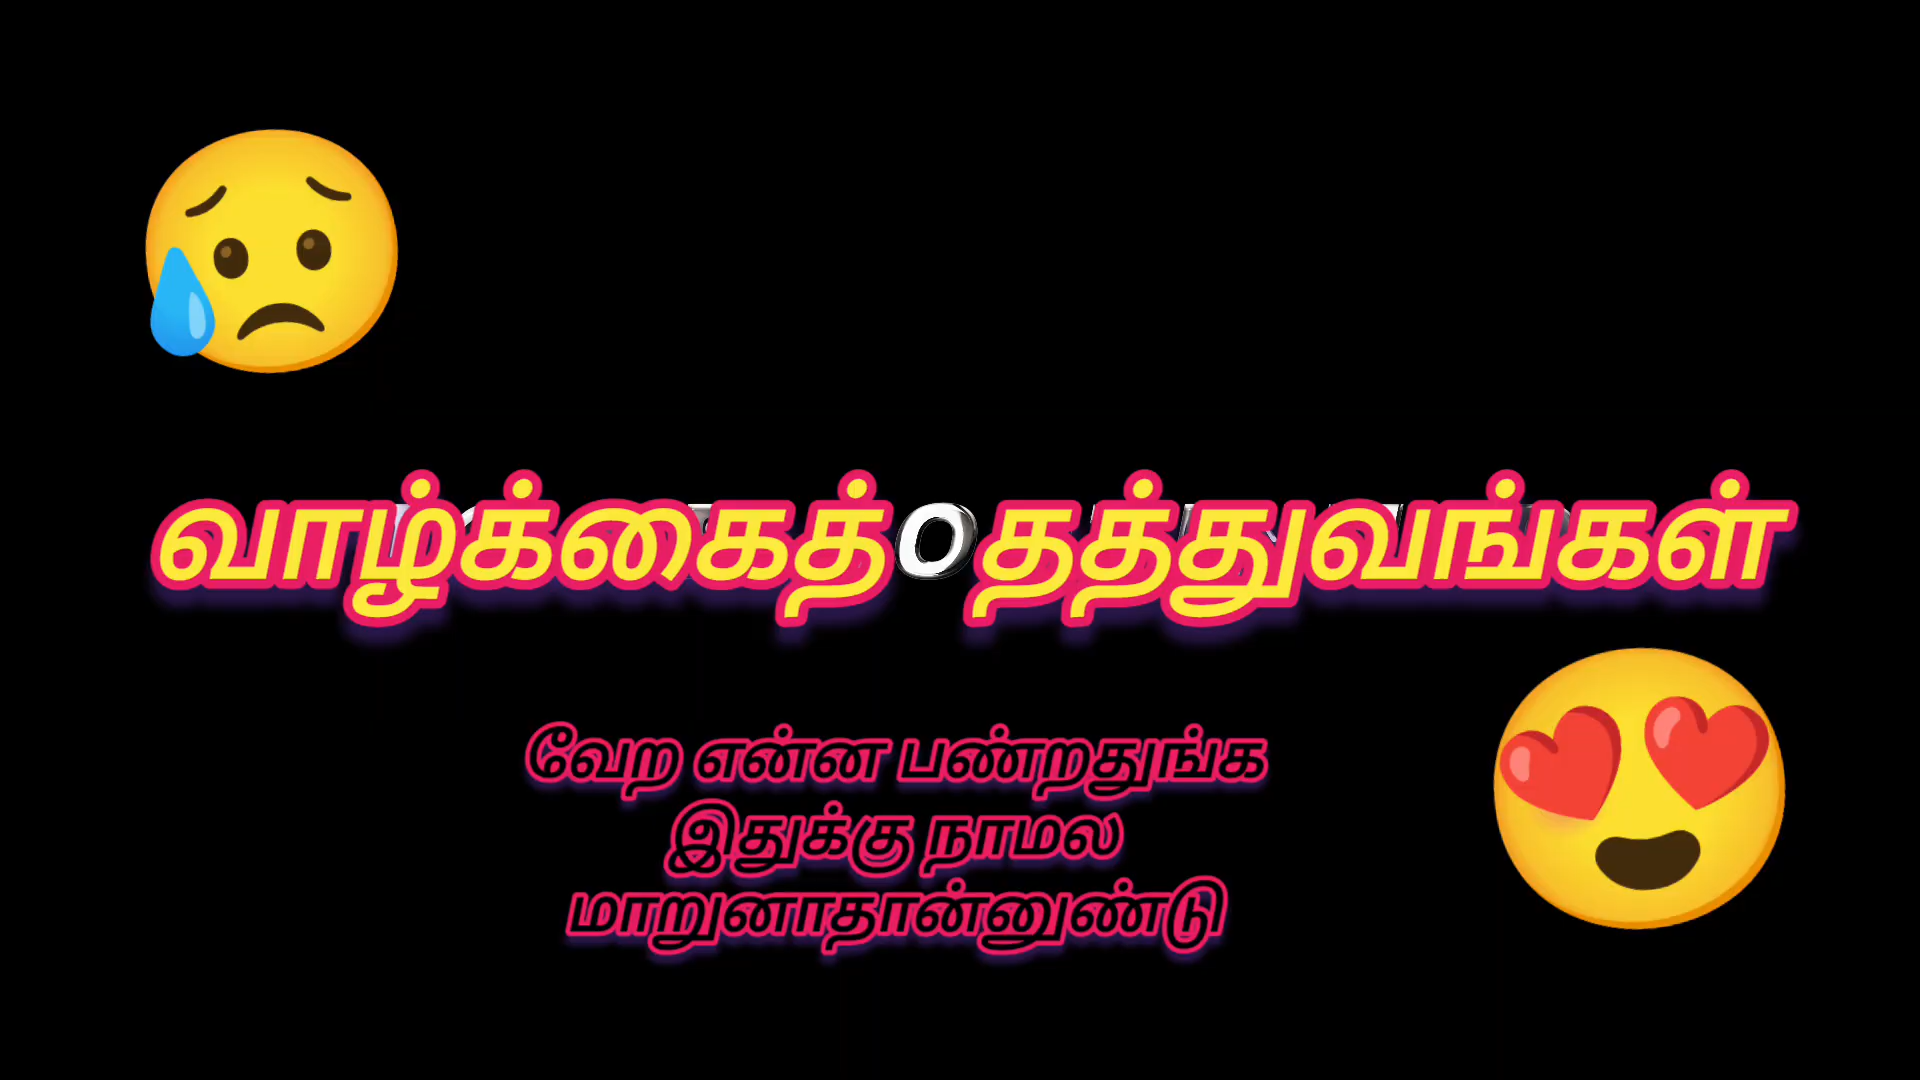 வாழ்க்கைத் தத்துவங்கள்
வேற என்ன பண்றதுங்க
இதுக்கு நாமல
மாறுனாதான்னுண்டு